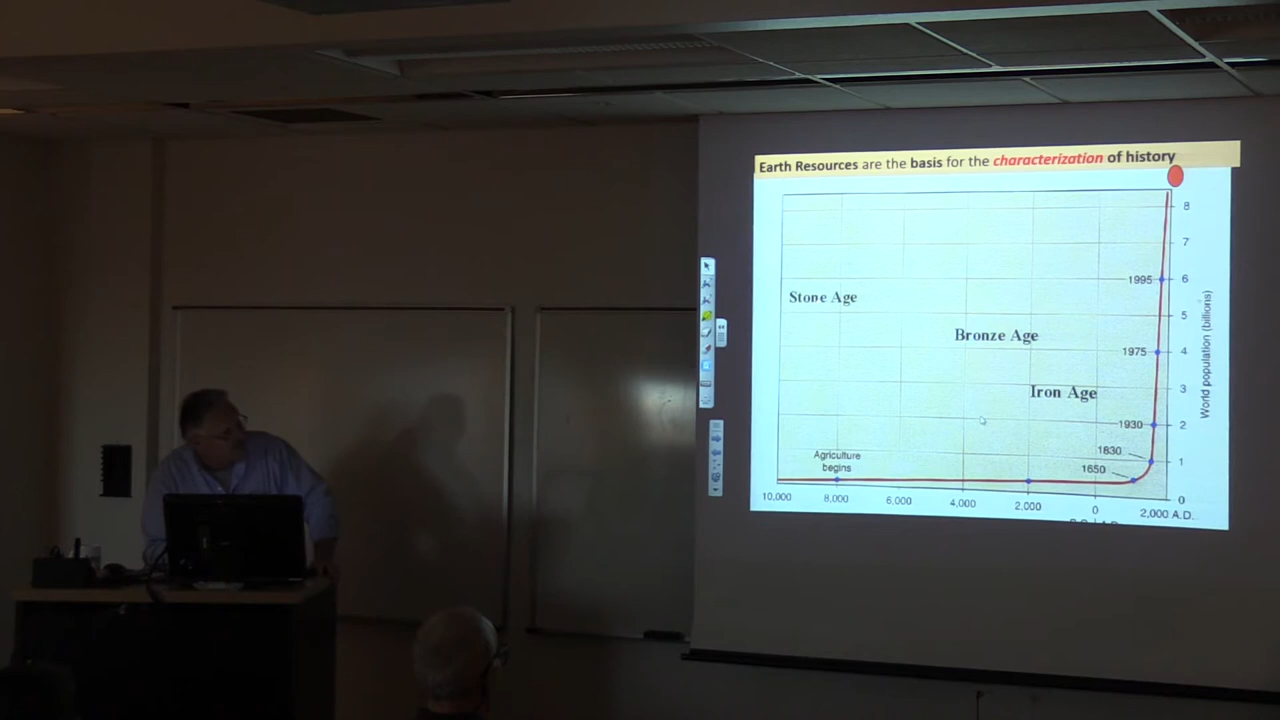 Earth Resources are the basis for the characterization of history
8
7
1995
6
Stone Age
5
Bronze Age
1975
4
World population (billions)
Iron Age
3
1930
2
Agriculture
begins
1830
1
1650
0
10,000
8,000
6,000
4,000
2,000
0
2,000 A.D.